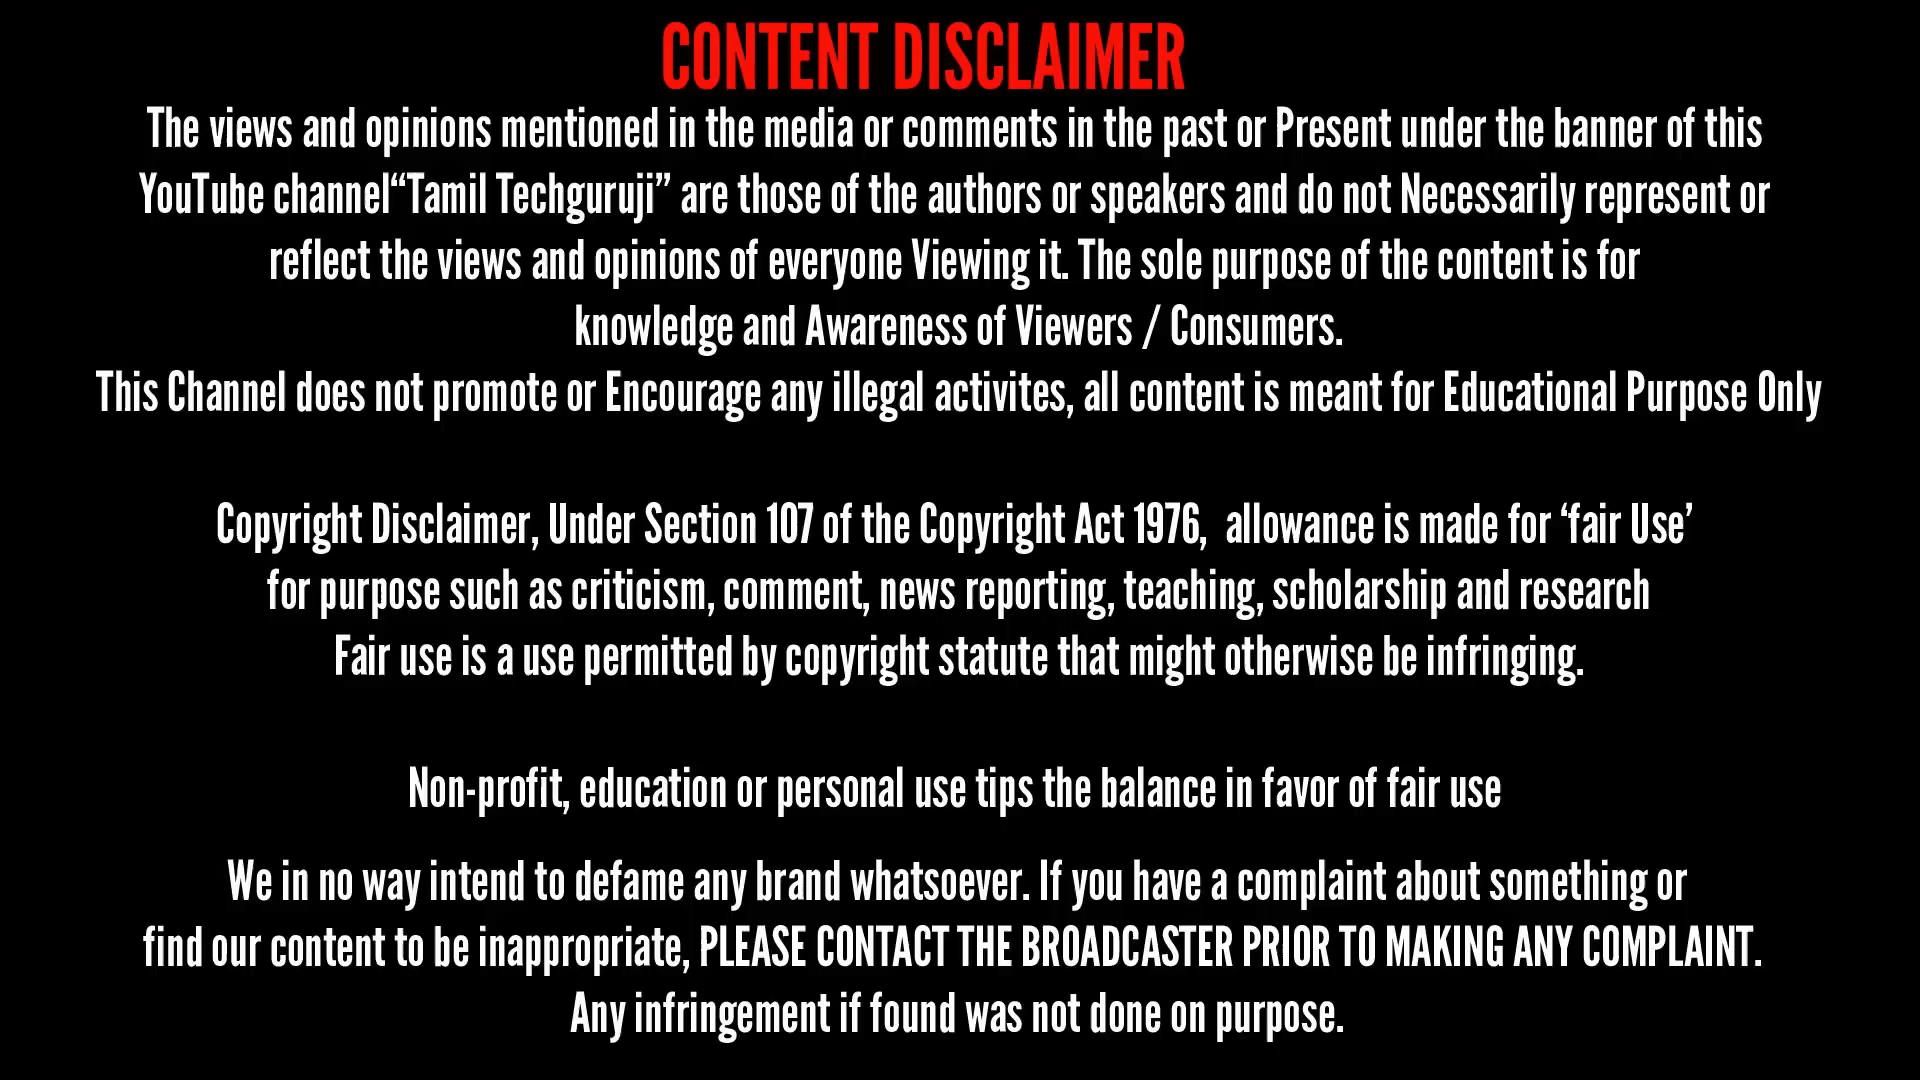 CONTENT DISCLAIMER
The views and opinions mentioned in the media or comments in the past or Present under the banner of this
YouTube channel“Tamil Techguruji” are those of the authors or speakers and do not Necessarily represent or
reflect the views and opinions of everyone Viewing it. The sole purpose of the content is for
knowledge and Awareness of Viewers / Consumers.
This Channel does not promote or Encourage any illegal activites, all content is meant for Educational Purpose Only
Copyright Disclaimer, Under Section 107 of the Copyright Act 1976, allowance is made for ‘fair Use’
for purpose such as criticism, comment, news reporting, teaching, scholarship and research
Fair use is a use permitted by copyright statute that might otherwise be infringing.
Non-profit, education or personal use tips the balance in favor of fair use
We in no way intend to defame any brand whatsoever. If you have a complaint about something or
find our content to be inappropriate, PLEASE CONTACT THE BROADCASTER PRIOR TO MAKING ANY COMPLAINT.
Any infringement if found was not done on purpose.